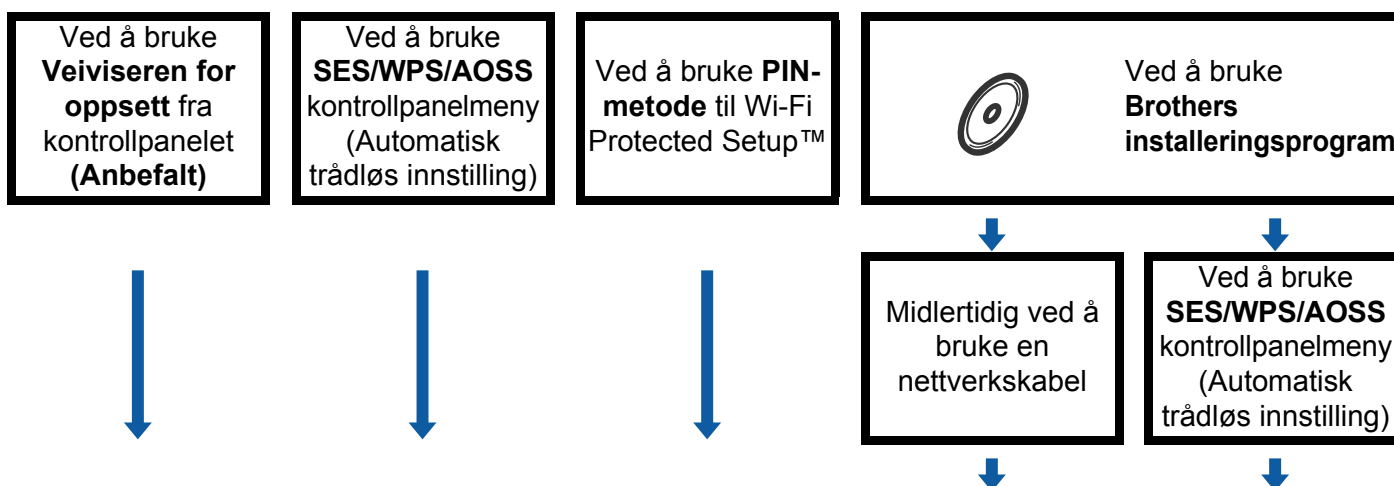 Ved å bruke
Veiviseren for
oppsett fra
kontrollpanelet
(Anbefalt)
Ved å bruke
SES/WPS/AOSS
kontrollpanelmeny
(Automatisk
trådløs innstilling)
Ved å bruke PIN-
metode til Wi-Fi
Protected Setup™
Ved å bruke
Brothers
installeringsprogram
Midlertidig ved å
bruke en
nettverkskabel
Ved å bruke
SES/WPS/AOSS
kontrollpanelmeny
(Automatisk
trådløs innstilling)